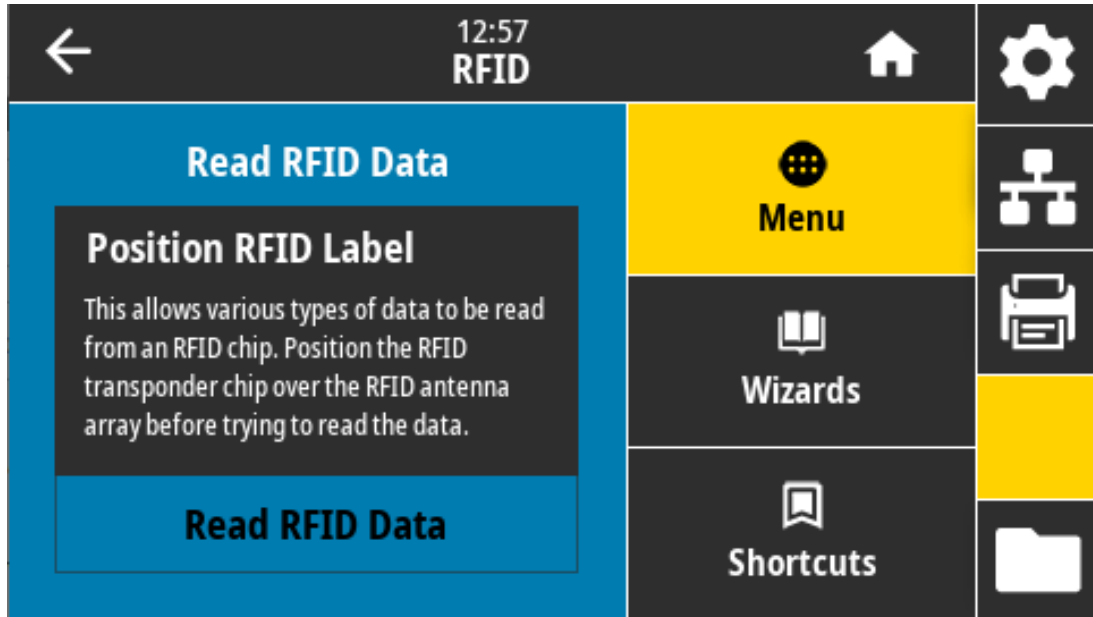 12:57
RFID
Read RFID Data
Position RFID Label
This allows various types of data to be read
from an RFID chip. Position the RFID
transponder chip over the RFID antenna
array before trying to read the data.
Read RFID Data
Menu
Wizards
Shortcuts